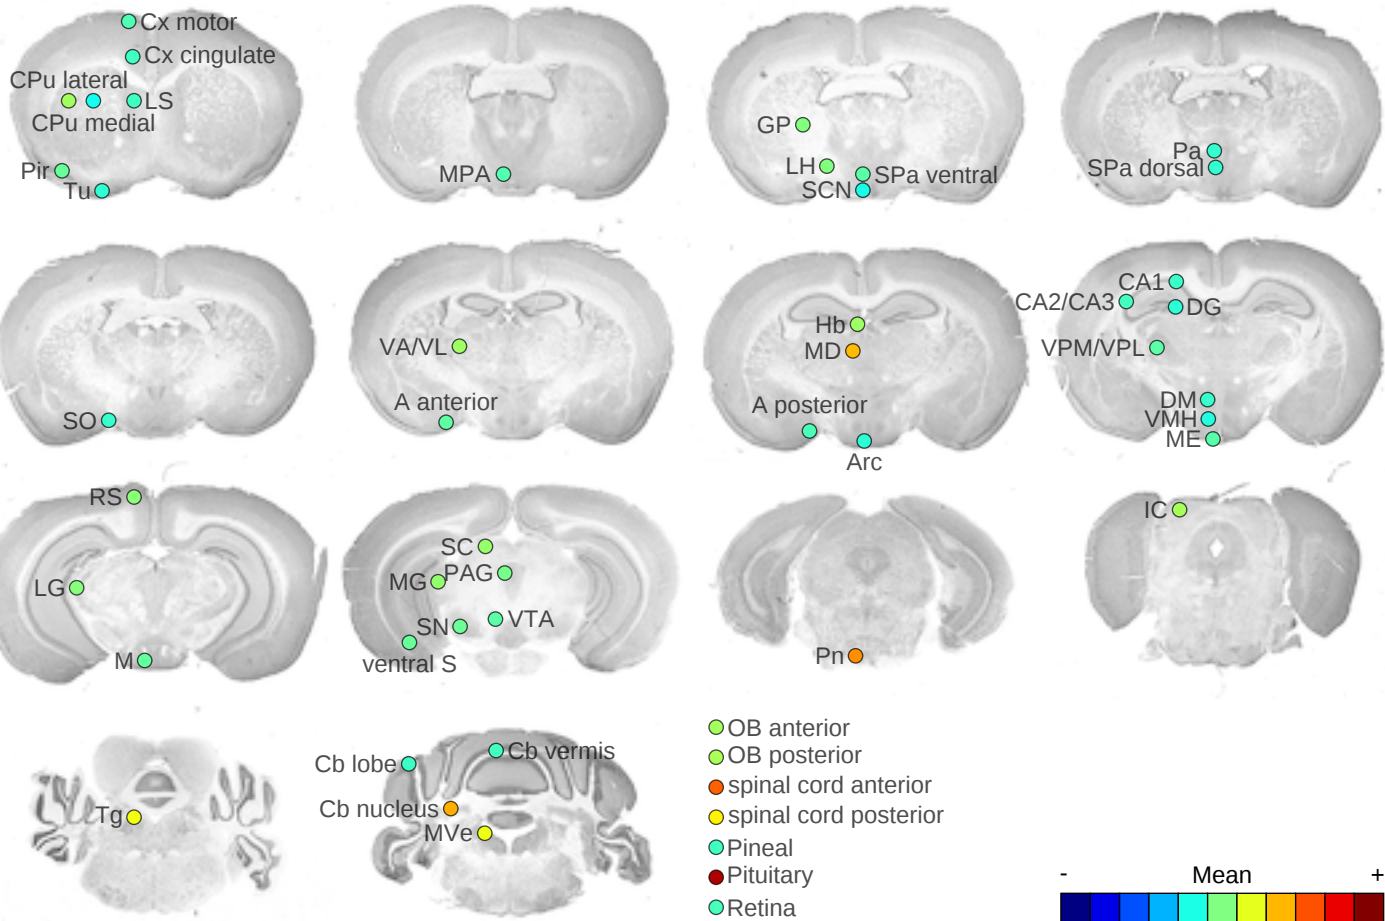 Cx motor
Cx cingulate
CPu lateral
LS
CPu medial
Pir
Tu
MPA
GP
LH
SPa ventral
SCN
Pa
SPa dorsal
SO
VA/VL
A anterior
Hb
MD
A posterior
Arc
CA1
CA2/CA3
DG
VPM/VPL
DM
VMH
ME
RS
LG
M
SC
MG
PAG
SN
VTA
ventral S
Pn
IC
Tg
Cb lobe
Cb vermis
Cb nucleus
MVe
OB anterior
OB posterior
spinal cord anterior
spinal cord posterior
Pineal
Pituitary
Retina
- Mean +